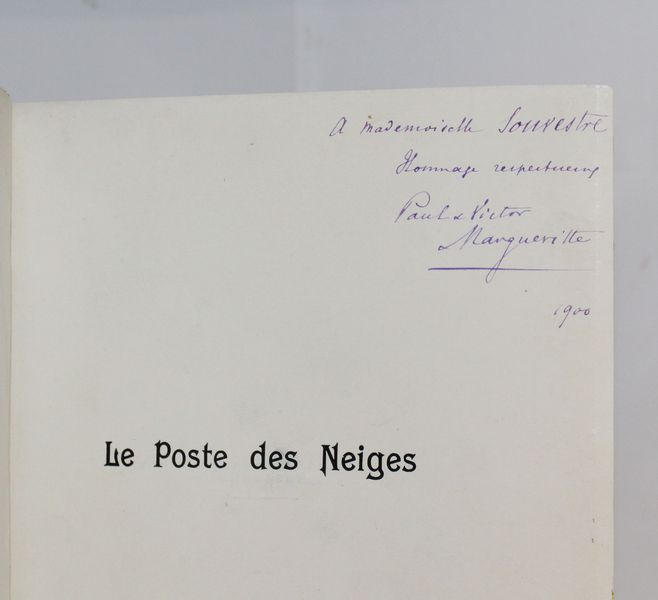 A mademoiselle Souvestre
Hommage respectueux
Paul & Victor
Margueritte
1900
Le Poste des Neiges